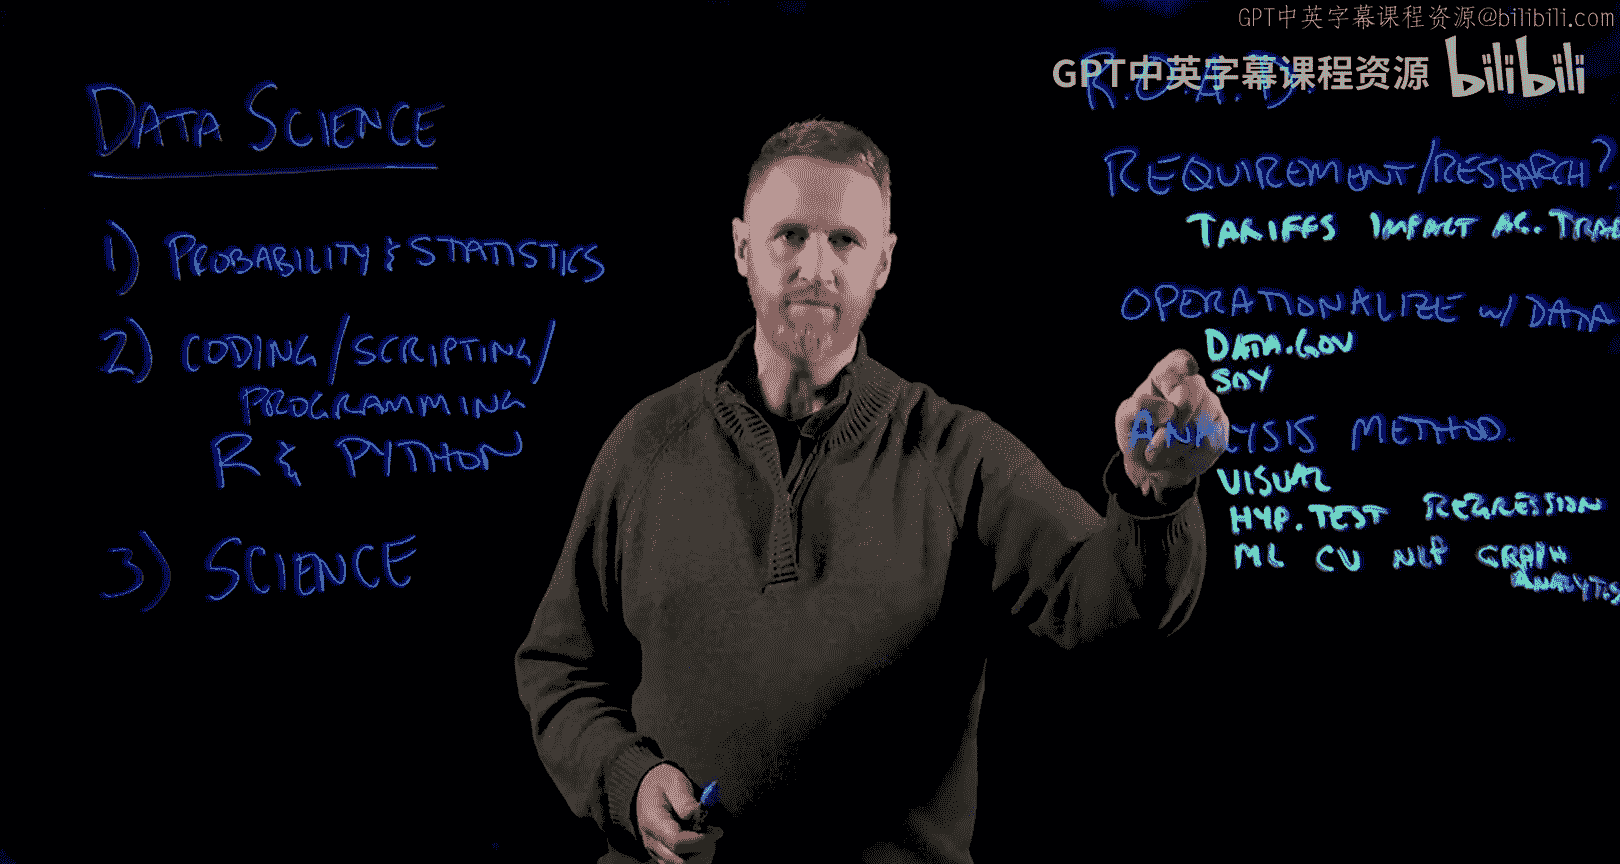 GPT中英字幕课程资源@bilibili.com
GPT中英字幕课程资源 bilibili
DATA SCIENCE
1) PROBABILITY & STATISTICS
2) CODING/SCRIPTING/
PROGRAMMING
R & PYTHON
3) SCIENCE
R.O.A.D.
REQUIREMENT/RESEARCH?
TARIFFS IMPACT AG.
OPERATIONALIZE w/ DATA
DATA.GOV
SOY
ANALYSIS METHOD.
VISUAL
HYP. TEST REGRESSION
ML CV NLP GRAPH
ANALYTICS